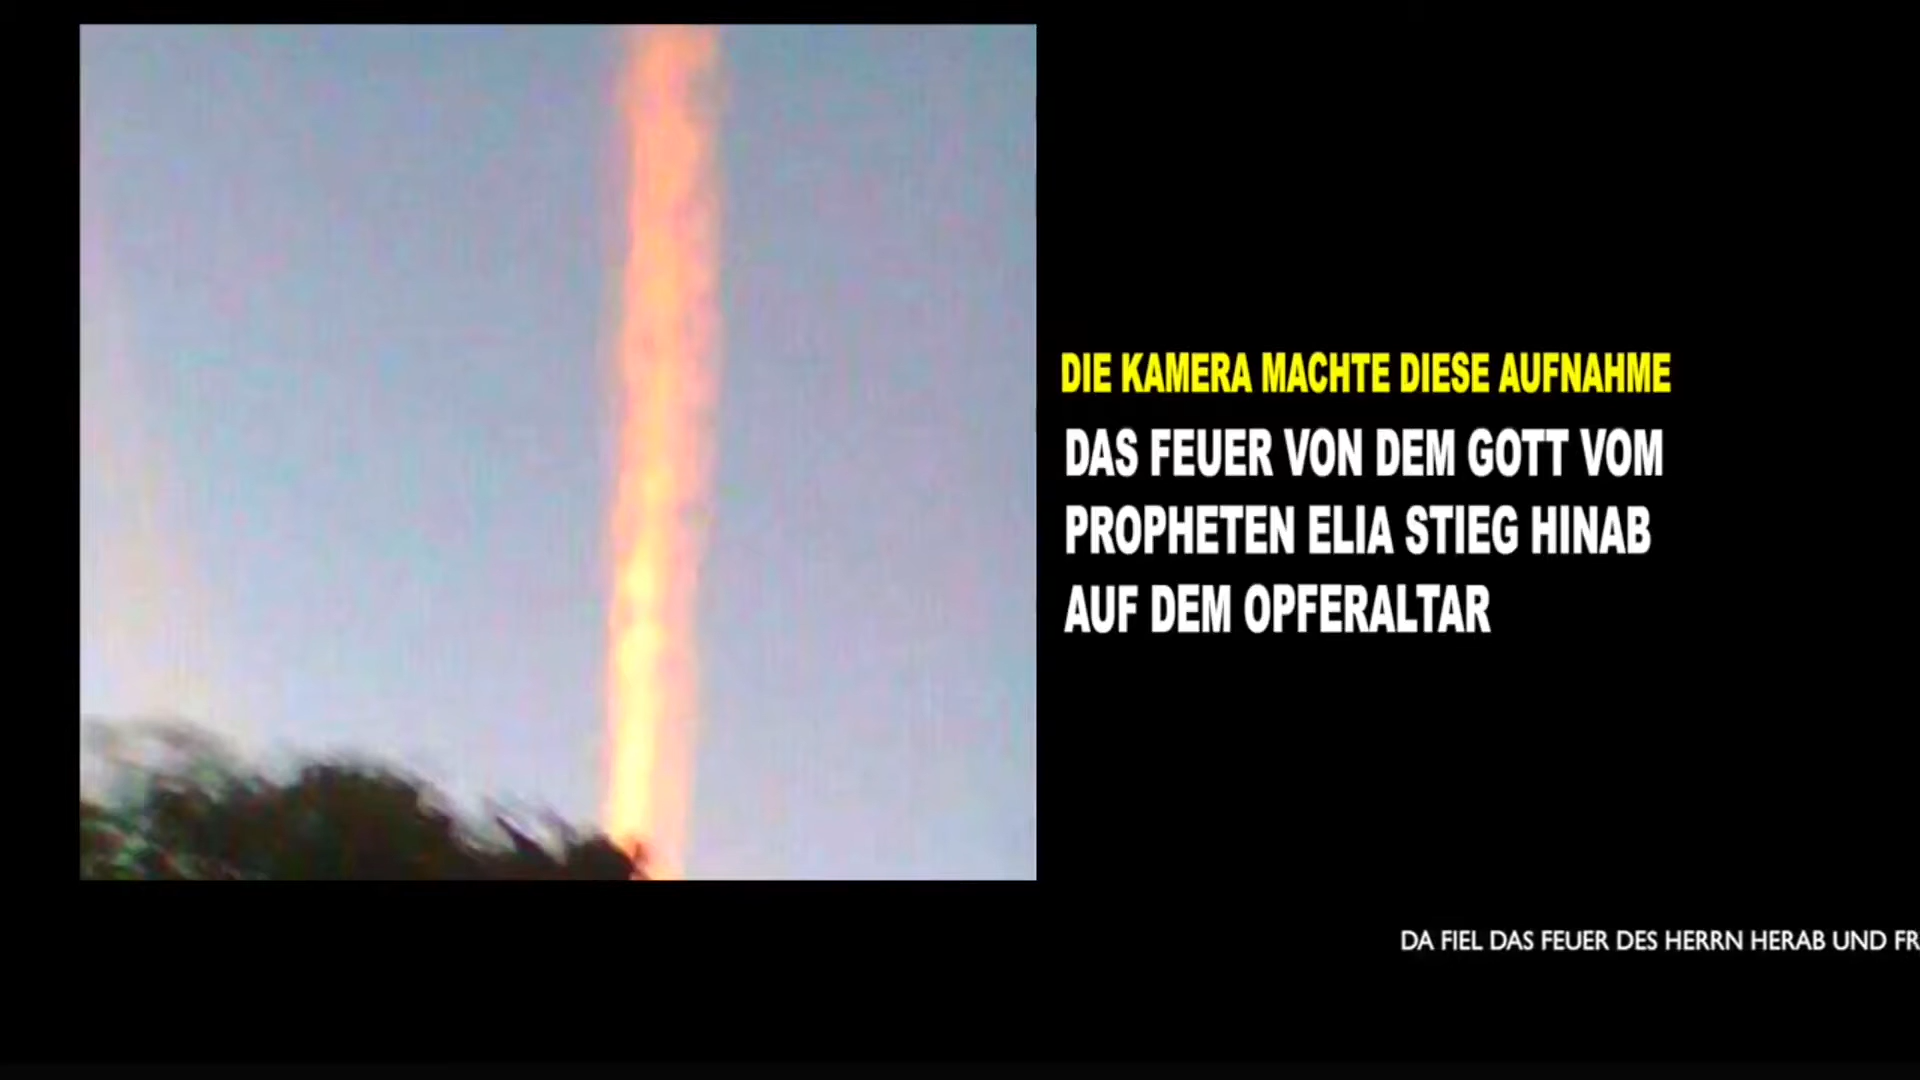 DIE KAMERA MACHTE DIESE AUFNAHME
DAS FEUER VON DEM GOTT VOM
PROPHETEN ELIA STIEG HINAB
AUF DEM OPFERALTAR
DA FIEL DAS FEUER DES HERRN HERAB UND FR